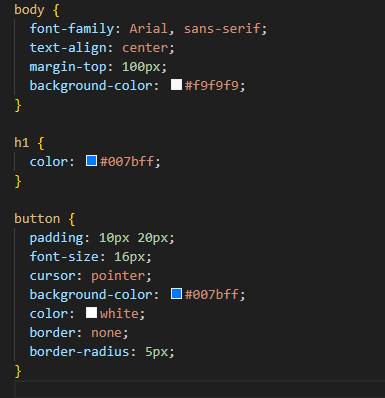 body {
  font-family: Arial, sans-serif;
  text-align: center;
  margin-top: 100px;
  background-color: #f9f9f9;
}

h1 {
  color: #007bff;
}

button {
  padding: 10px 20px;
  font-size: 16px;
  cursor: pointer;
  background-color: #007bff;
  color: white;
  border: none;
  border-radius: 5px;
}